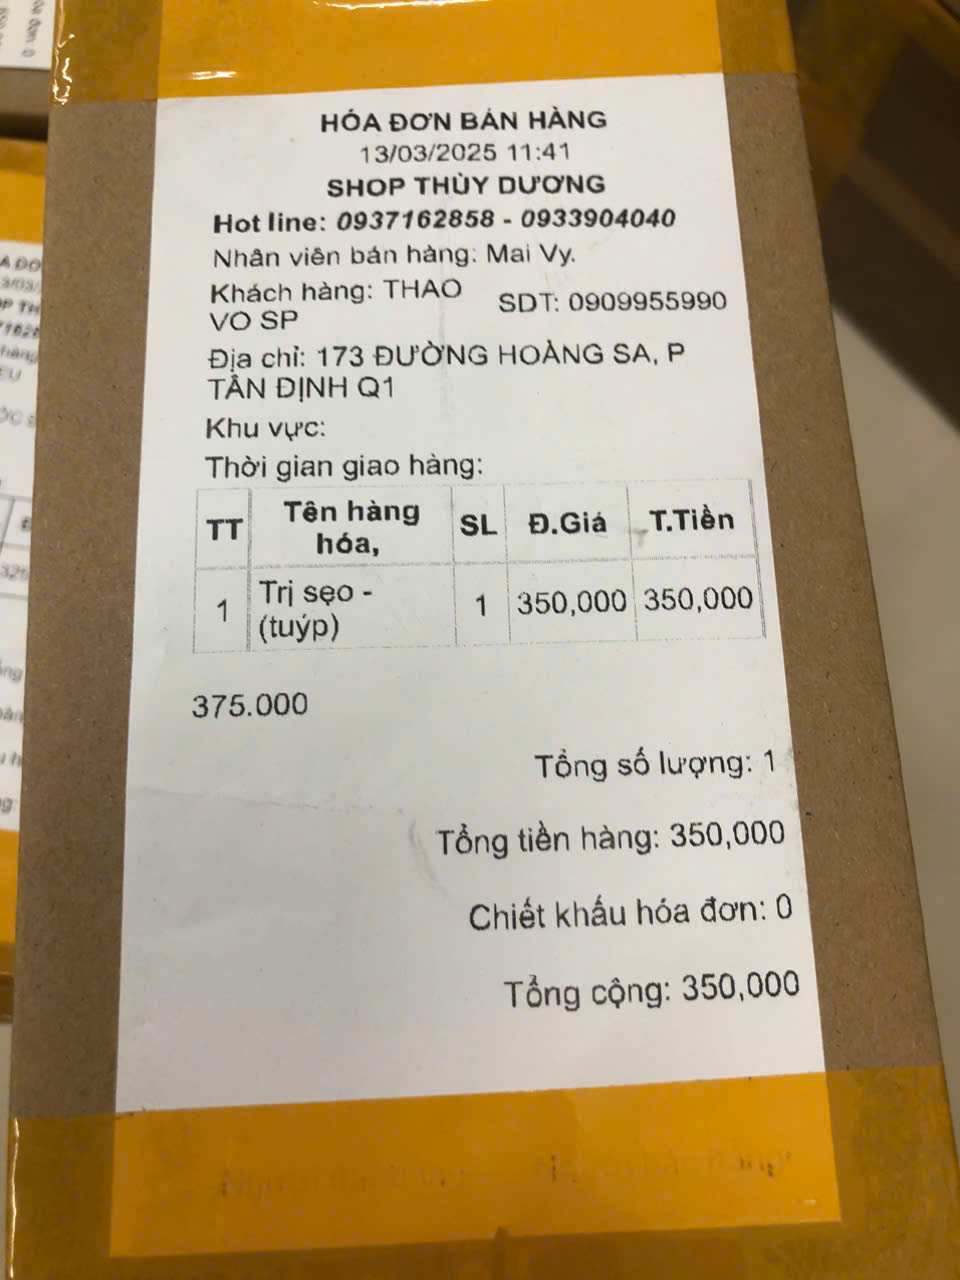 HÓA ĐƠN BÁN HÀNG
13/03/2025 11:41
SHOP THÙY DƯƠNG
Hot line: 0937162858 - 0933904040
Nhân viên bán hàng: Mai Vy.
Khách hàng: THAO VO SP SDT: 0909955990
Địa chỉ: 173 ĐƯỜNG HOÀNG SA, P
TÂN ĐỊNH Q1
Khu vực:
Thời gian giao hàng:
TT Tên hàng hóa, SL Đ.Giá T.Tiền
1 Trị sẹo - (tuýp) 1 350,000 350,000
375.000
Tổng số lượng: 1
Tổng tiền hàng: 350,000
Chiết khấu hóa đơn: 0
Tổng cộng: 350,000